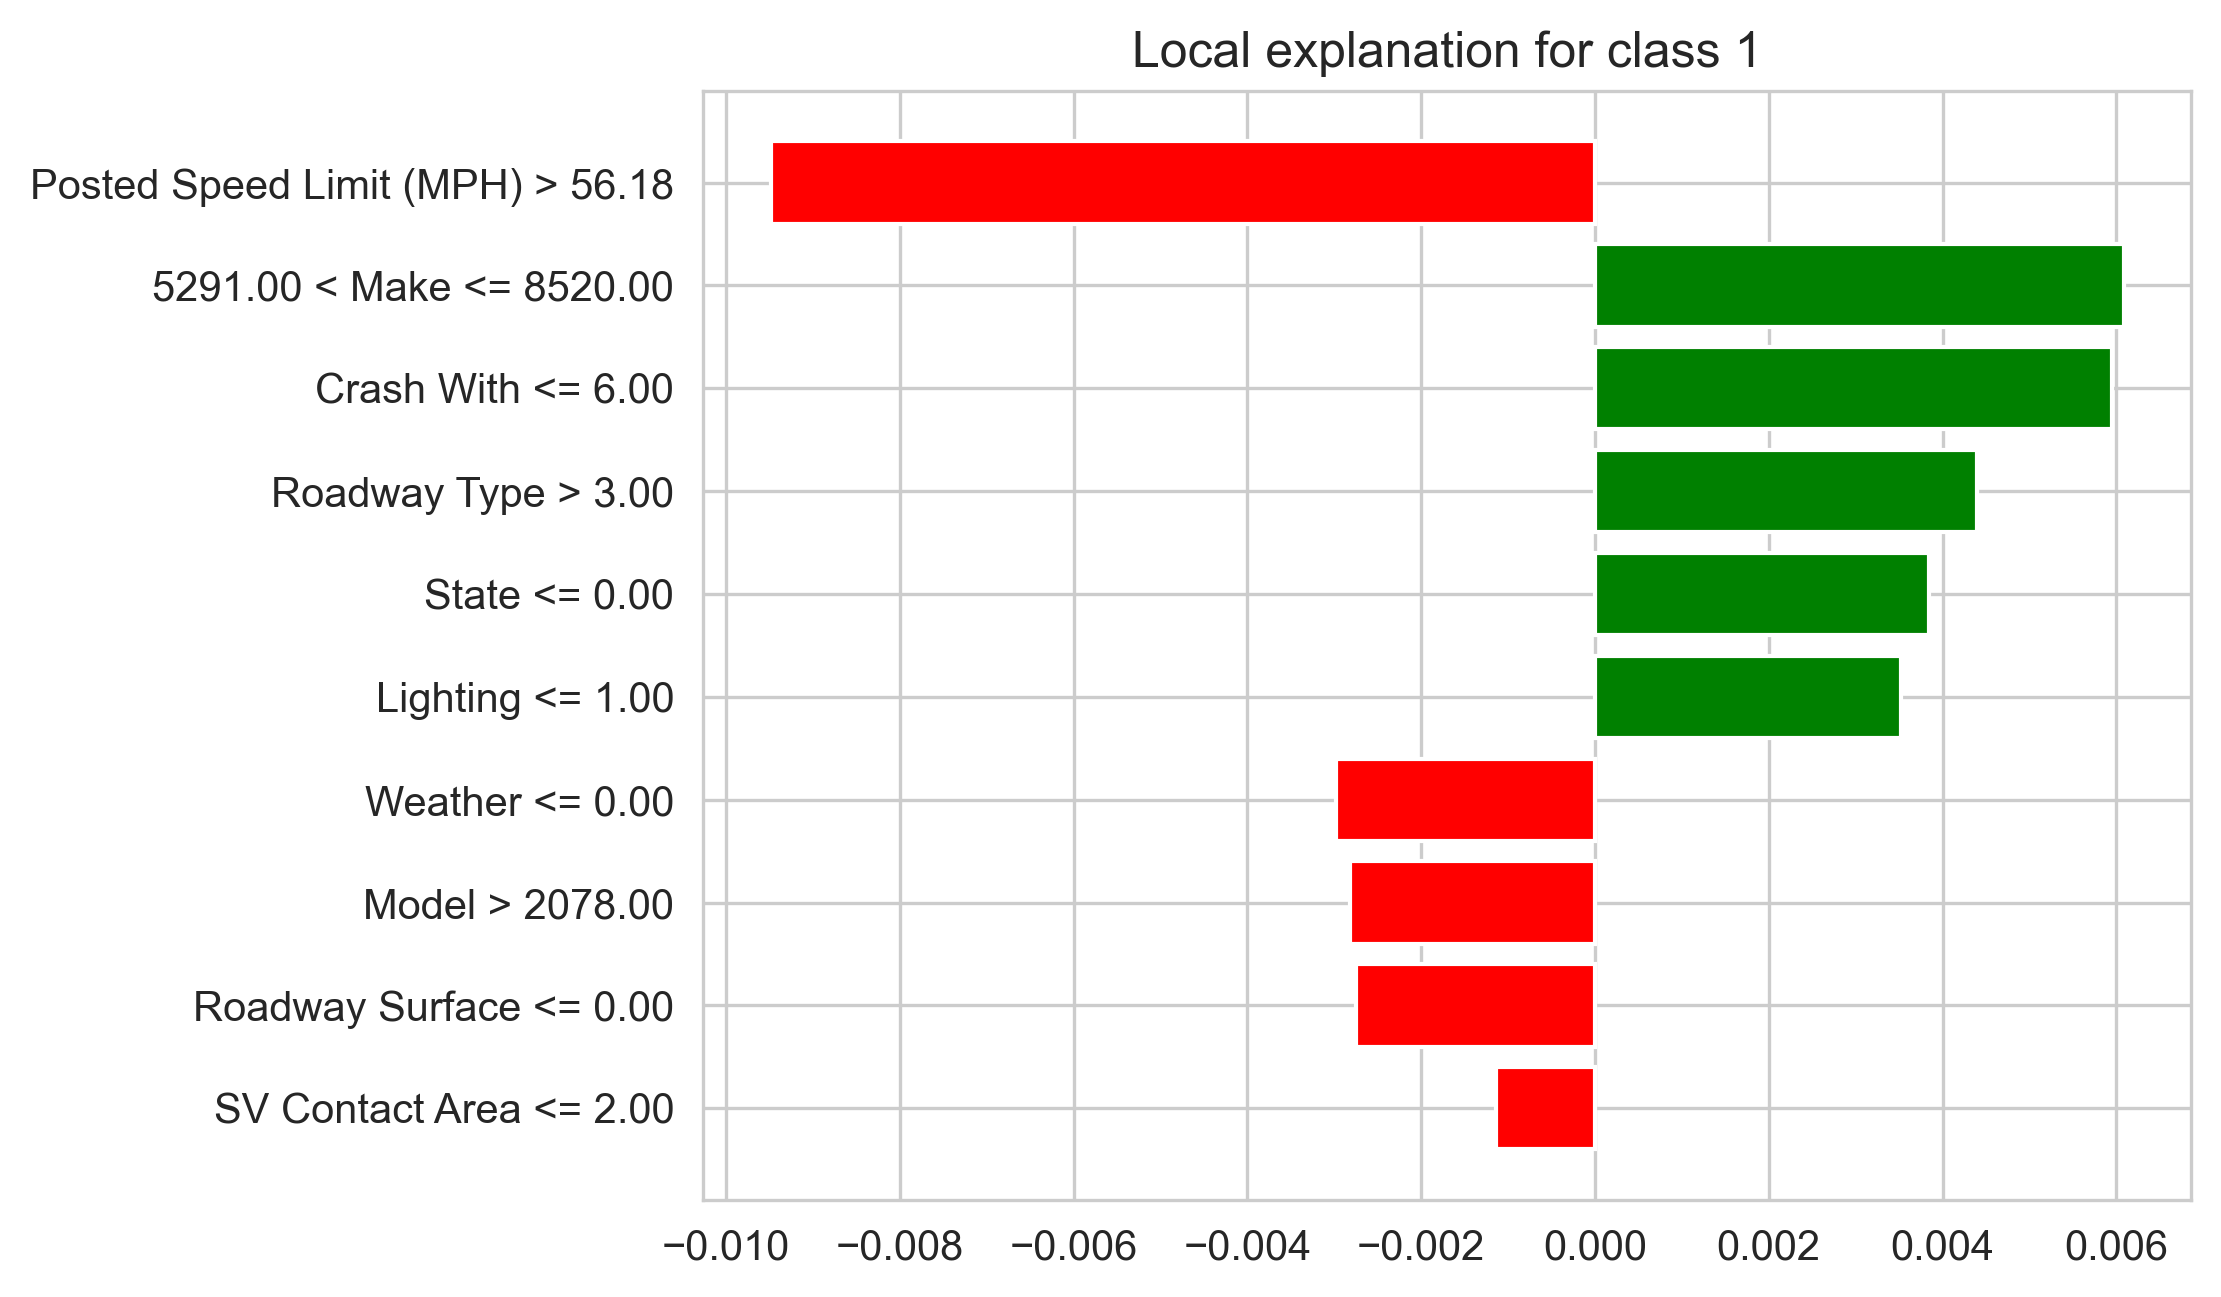 Local explanation for class 1
Posted Speed Limit (MPH) > 56.18
5291.00 < Make <= 8520.00
Crash With <= 6.00
Roadway Type > 3.00
State <= 0.00
Lighting <= 1.00
Weather <= 0.00
Model > 2078.00
Roadway Surface <= 0.00
SV Contact Area <= 2.00
−0.010 −0.008 −0.006 −0.004 −0.002 0.000 0.002 0.004 0.006